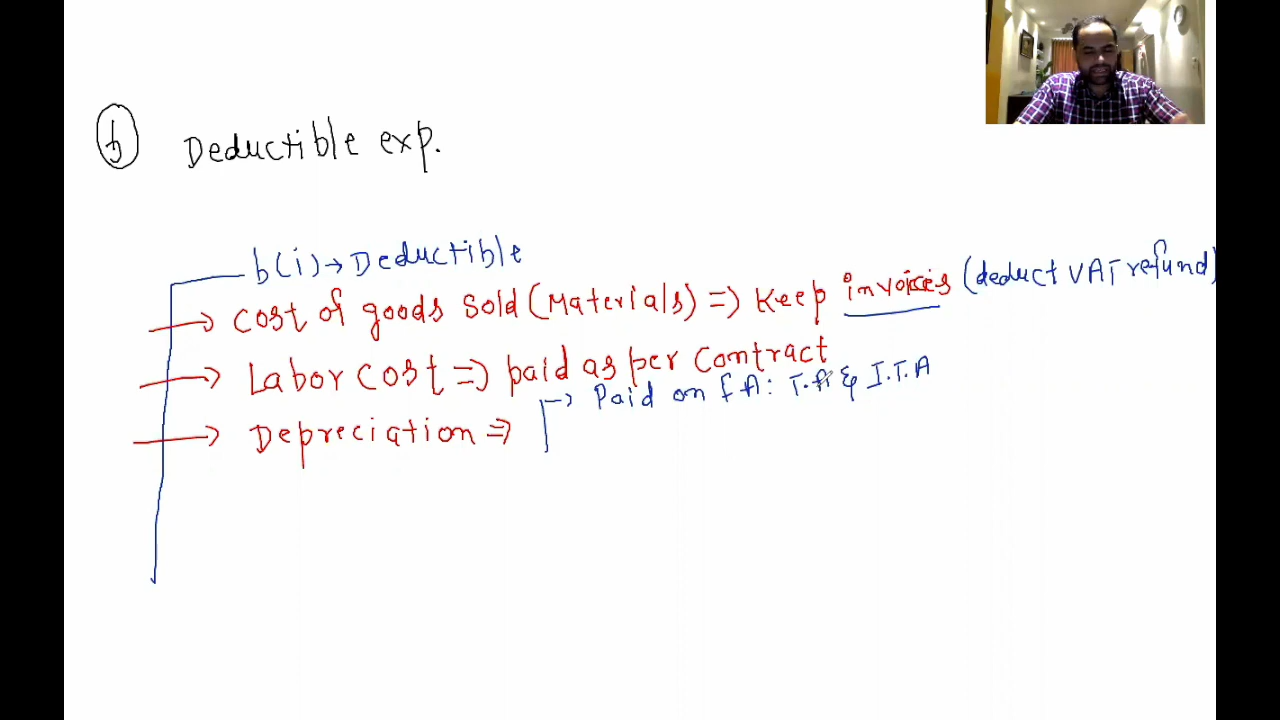 b Deductible exp.
b(i)→Deductible
→ Cost of goods sold (Materials) => Keep invoices (deduct VAT refund)
→ Labor Cost => paid as per Contract
→ Paid on FA: T.A & I.T.A
→ Depreciation =>